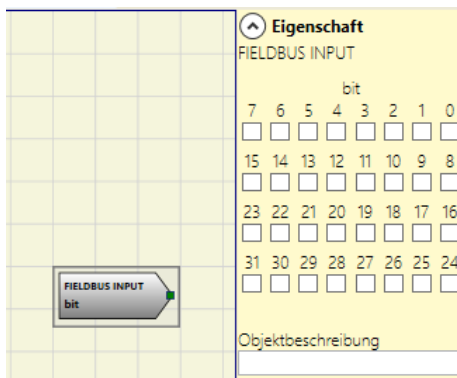 Eigenschaft
FIELDBUS INPUT
bit
7 6 5 4 3 2 1 0
15 14 13 12 11 10 9 8
23 22 21 20 19 18 17 16
31 30 29 28 27 26 25 24
FIELDBUS INPUT
bit
Objektbeschreibung